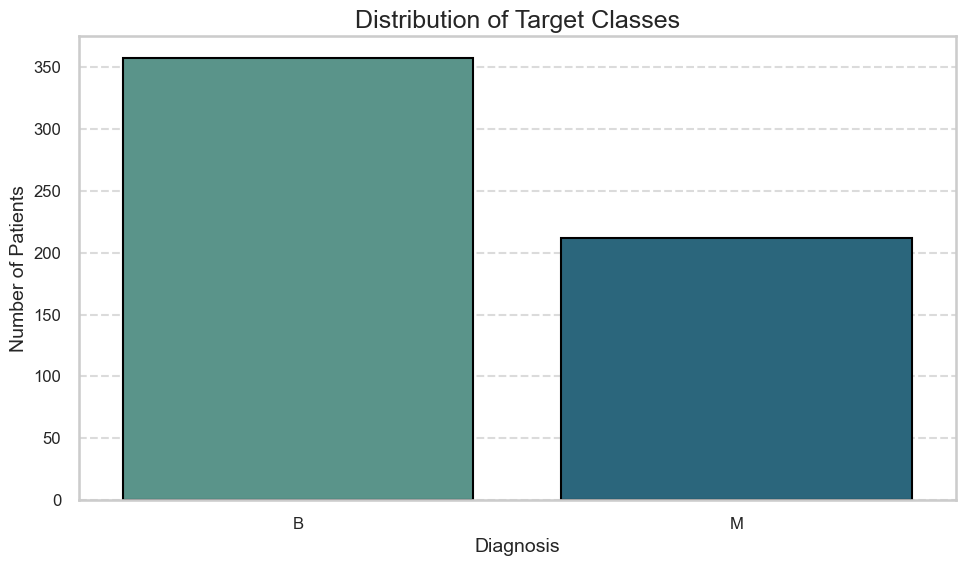 Distribution of Target Classes
Number of Patients
350
300
250
200
150
100
50
0
B
M
Diagnosis